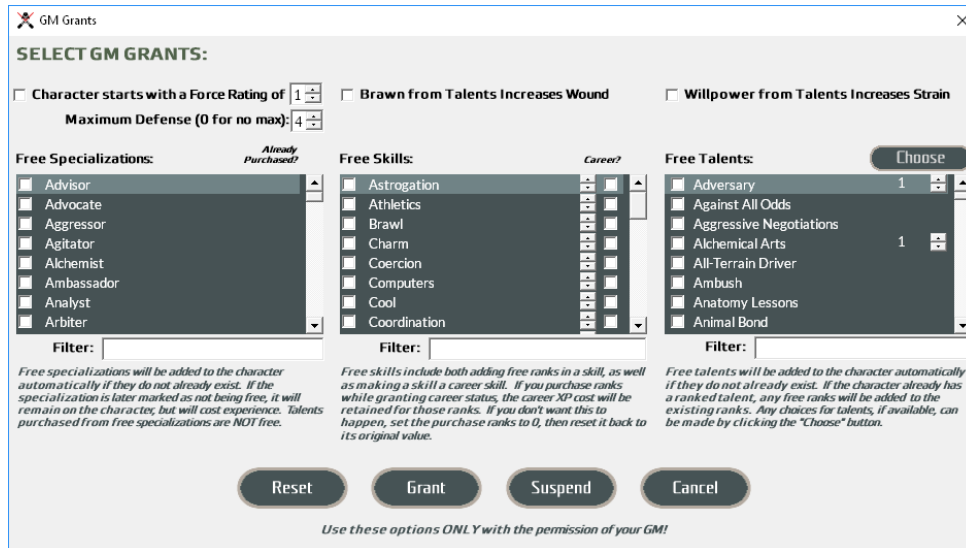 GM Grants
SELECT GM GRANTS:
Character starts with a Force Rating of 1
Brawn from Talents Increases Wound
Willpower from Talents Increases Strain
Maximum Defense (0 for no max): 4
Free Specializations:
Already
Purchased?
Advisor
Advocate
Aggressor
Agitator
Alchemist
Ambassador
Analyst
Arbiter
Filter:
Free specializations will be added to the character
automatically if they do not already exist. If the
specialization is later marked as not being free, it will
remain on the character, but will cost experience. Talents
purchased from free specializations are NOT free.
Free Skills:
Career?
Astrogation
Athletics
Brawl
Charm
Coercion
Computers
Cool
Coordination
Filter:
Free skills include both adding free ranks in a skill, as well
as making a skill a career skill. If you purchase ranks
while granting career status, the career XP cost will be
retained for those ranks. If you don't want this to
happen, set the purchase ranks to 0, then reset it back to
its original value.
Free Talents:
Choose
Adversary 1
Against All Odds
Aggressive Negotiations
Alchemical Arts 1
All-Terrain Driver
Ambush
Anatomy Lessons
Animal Bond
Filter:
Free talents will be added to the character automatically
if they do not already exist. If the character already has
a ranked talent, any free ranks will be added to the
existing ranks. Any choices for talents, if available, can
be made by clicking the "Choose" button.
Reset
Grant
Suspend
Cancel
Use these options ONLY with the permission of your GM!